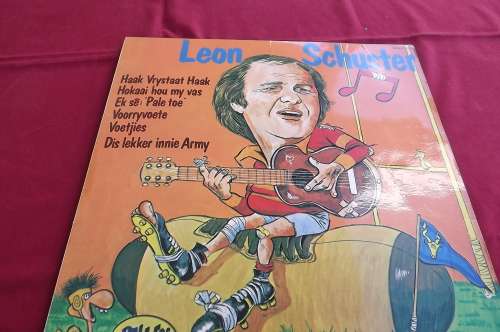 Leon Schuster
Haak Vrystaat Haak
Hokaai hou my vas
Ek sê: 'Pale toe'
Voorryvoete
Voetjies
Dis lekker innie Army